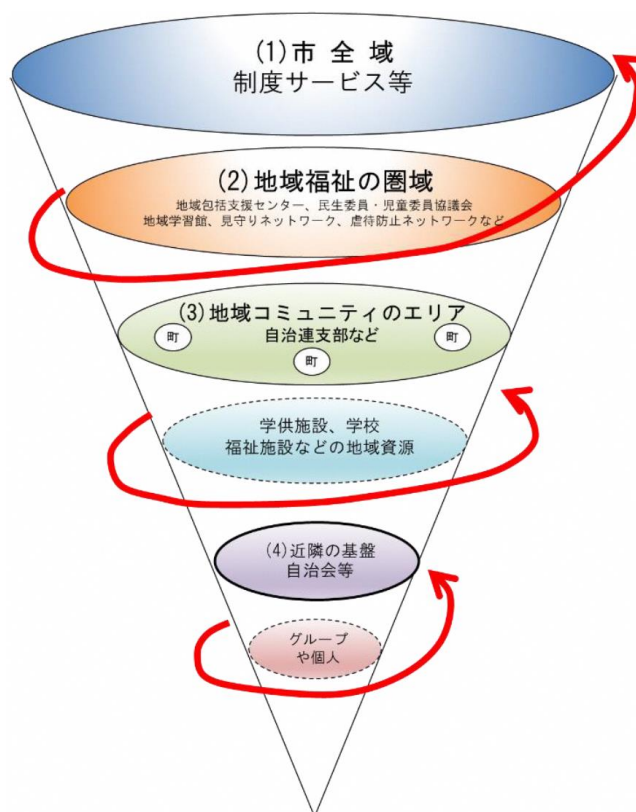 (1)市 全 域
制度サービス等
(2)地域福祉の圏域
地域包括支援センター、民生委員・児童委員協議会
地域学習館、見守りネットワーク、虐待防止ネットワークなど
(3)地域コミュニティのエリア
自治連支部など
町
町
町
学供施設、学校
福祉施設などの地域資源
(4)近隣の基盤
自治会等
グループ
や個人